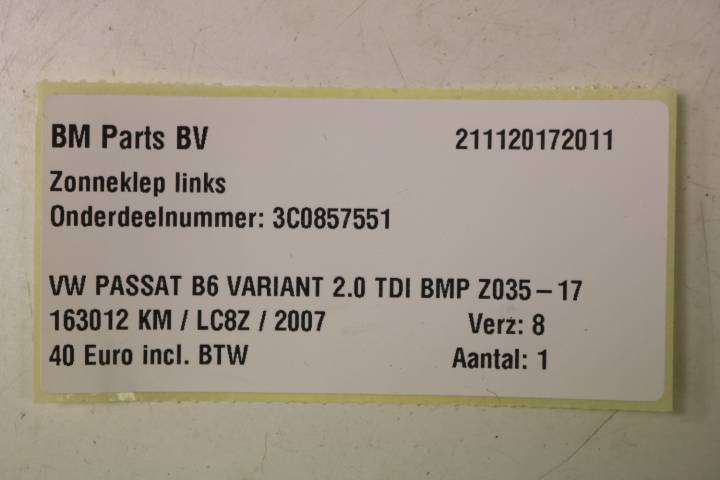 BM Parts BV 211120172011
Zonneklep links
Onderdeelnummer: 3C0857551
VW PASSAT B6 VARIANT 2.0 TDI BMP Z035-17
163012 KM / LC8Z / 2007 Verz: 8
40 Euro incl. BTW Aantal: 1